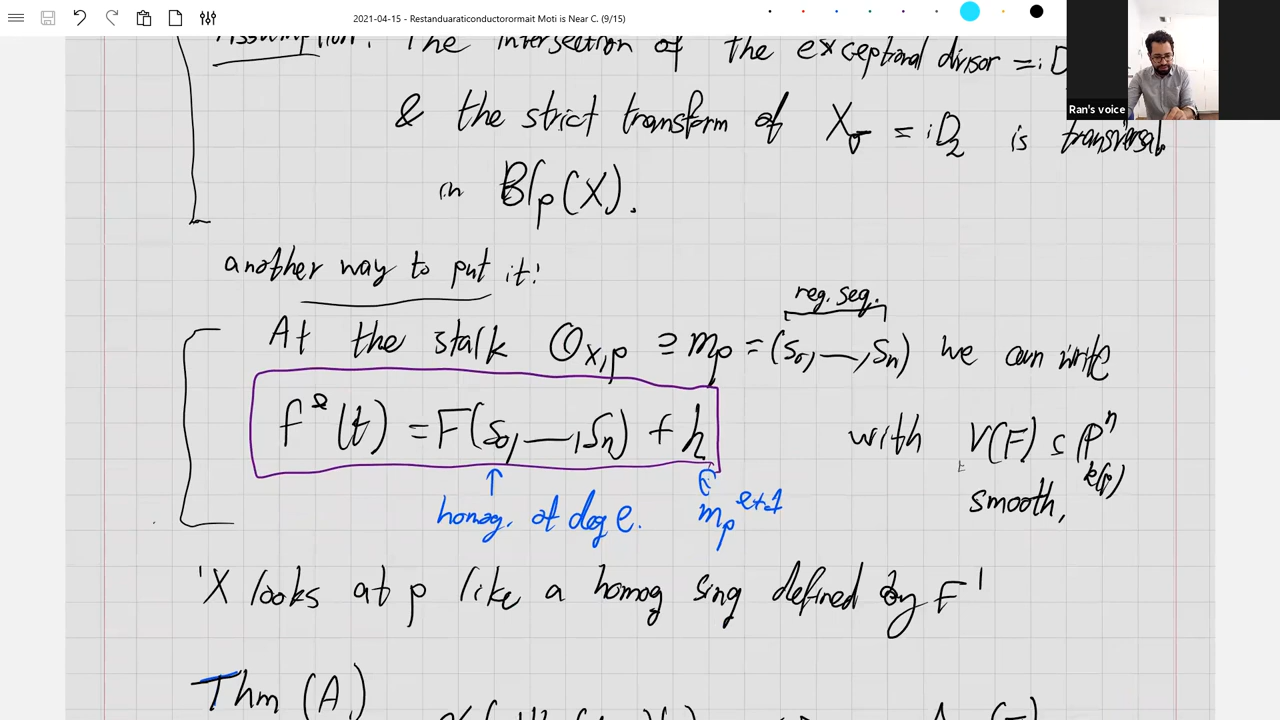 2021-04-15 - Restanduaraticonductorormait Moti is Near C. (9/15)
Ran's voice
Assumption: The intersection of the exceptional divisor =: D
& the strict transform of X_σ =: D_2 is transversal
in Bl_p(X).
another way to put it:
reg. seq.
At the stalk O_{X,p} ⊇ m_p = (s_0, —, s_n) we can write
f^*(t) = F(s_0, —, s_n) + h with V(F) ⊂ P^n_{k(p)}
homog. of deg e. m_p^{e+1} smooth,
'X looks at p like a homog sing defined by F'
Thm (A)